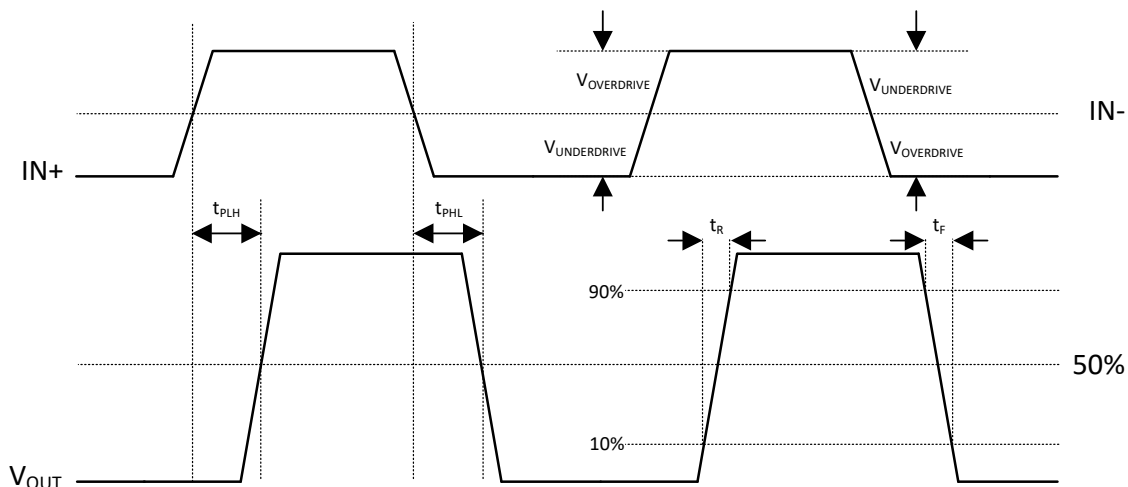 VOVERDRIVE
VUNDERDRIVE
IN-
VUNDERDRIVE
VOVERDRIVE
IN+
tPLH
tPHL
tR
tF
90%
50%
10%
VOUT